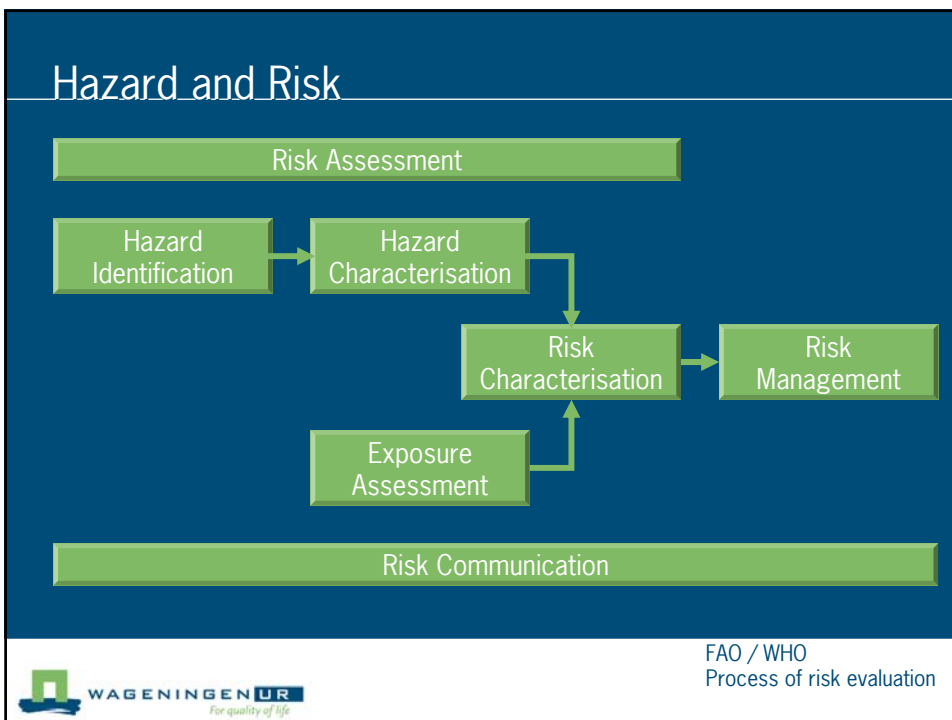 Hazard and Risk
Risk Assessment
Hazard
Identification
Hazard
Characterisation
Risk
Characterisation
Risk
Management
Exposure
Assessment
Risk Communication
WAGENINGEN UR
For quality of life
FAO / WHO
Process of risk evaluation